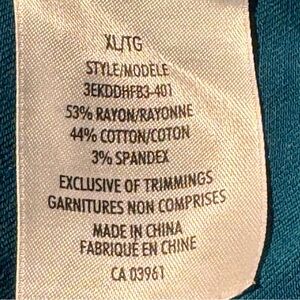 XL/TG
STYLE/MODÈLE
3EKDDHFB3-401
53% RAYON/RAYONNE
44% COTTON/COTON
3% SPANDEX
EXCLUSIVE OF TRIMMINGS
GARNITURES NON COMPRISES
MADE IN CHINA
FABRIQUÉ EN CHINE
CA 03961